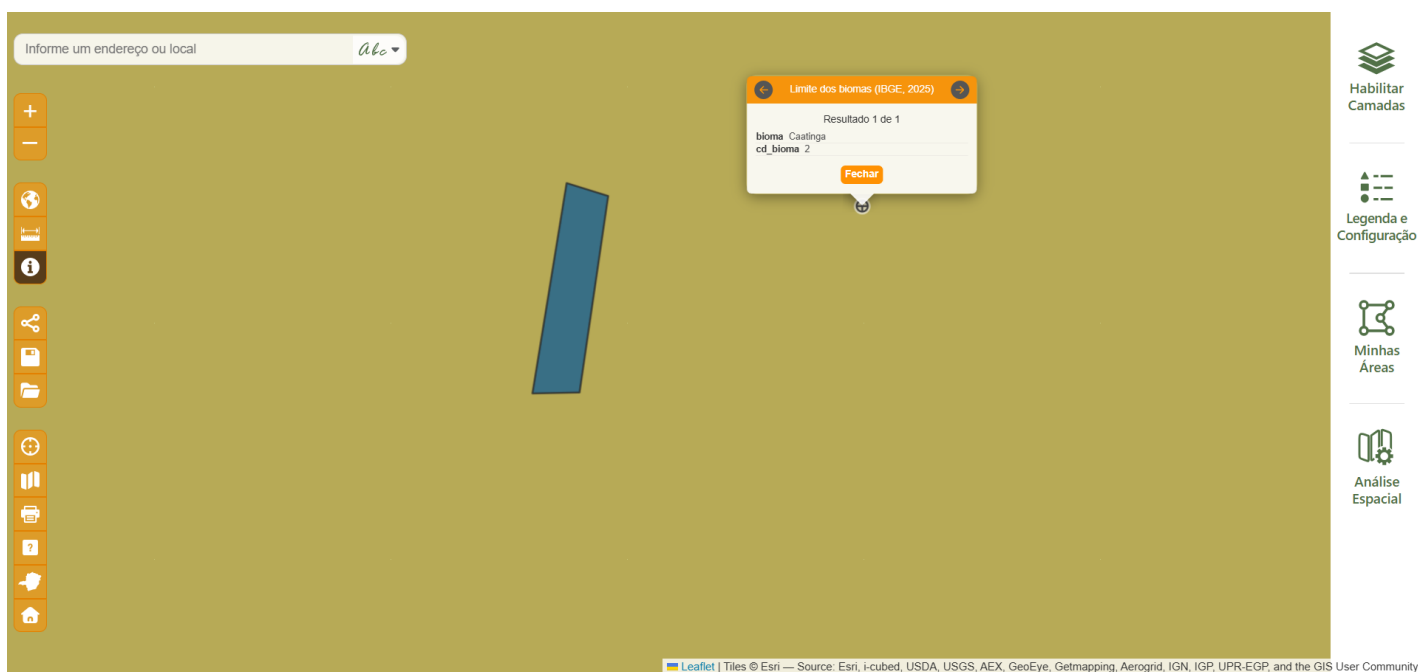 Informe um endereço ou local
Abc
Limite dos biomas (IBGE, 2025)
Resultado 1 de 1
bioma Caatinga
cd_bioma 2
Fechar
Habilitar
Camadas
Legenda e
Configuração
Minhas
Áreas
Análise
Espacial
Leaflet | Tiles © Esri — Source: Esri, i-cubed, USDA, USGS, AEX, GeoEye, Getmapping, Aerogrid, IGN, IGP, UPR-EGP, and the GIS User Community